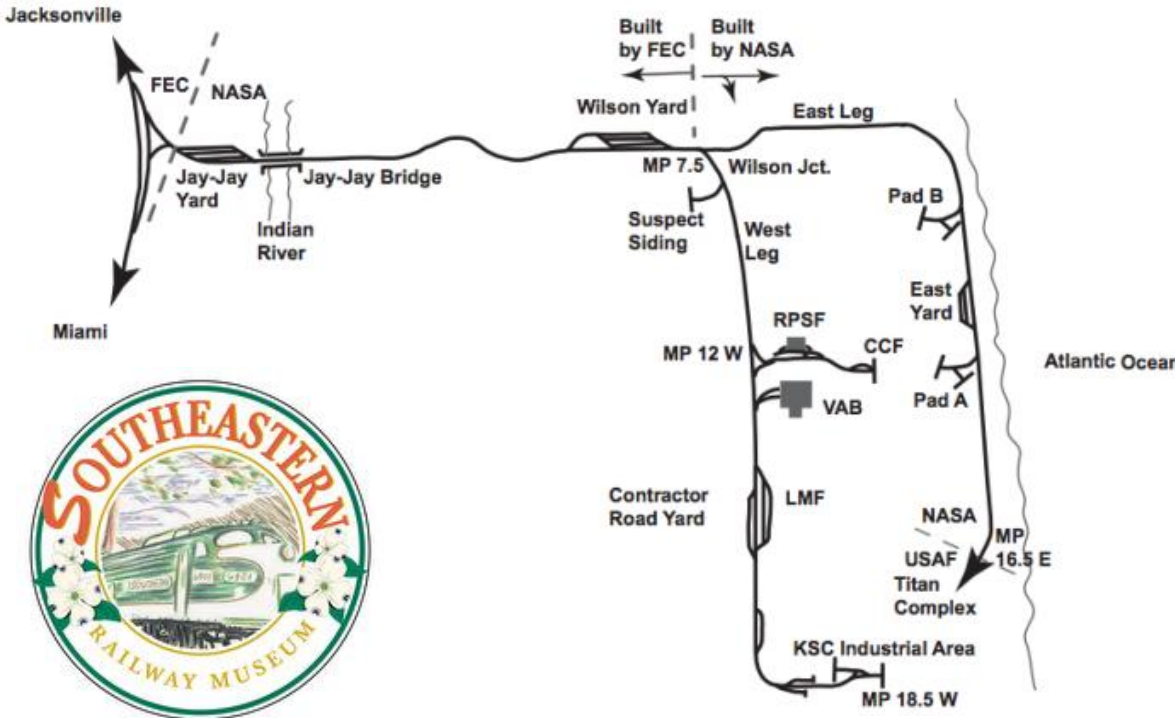 Jacksonville
FEC
NASA
Built
by FEC
Built
by NASA
Wilson Yard
East Leg
Jay-Jay
Yard
Jay-Jay Bridge
Indian
River
MP 7.5
Wilson Jct.
Suspect
Siding
West
Leg
Pad B
East
Yard
Miami
RPSF
MP 12 W
CCF
VAB
Pad A
Atlantic Ocean
Contractor
Road Yard
LMF
NASA
USAF
MP
16.5 E
Titan
Complex
KSC Industrial Area
MP 18.5 W
SOUTHEASTERN
RAILWAY MUSEUM